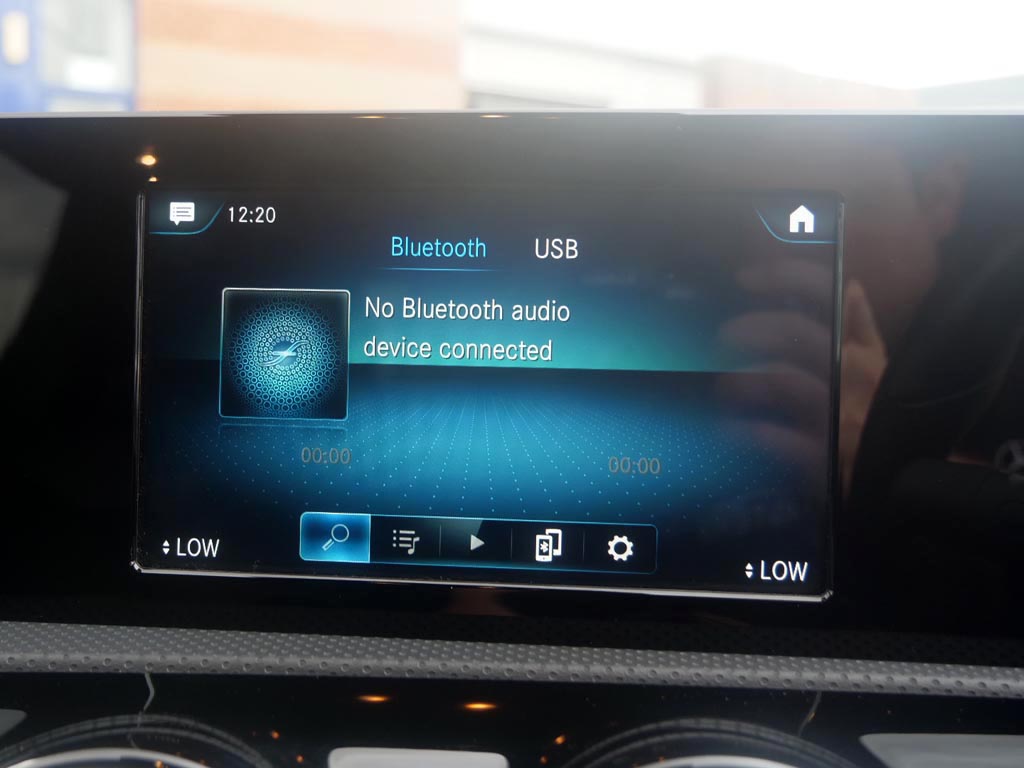 12:20
Bluetooth USB
No Bluetooth audio
device connected
00:00 00:00
LOW LOW